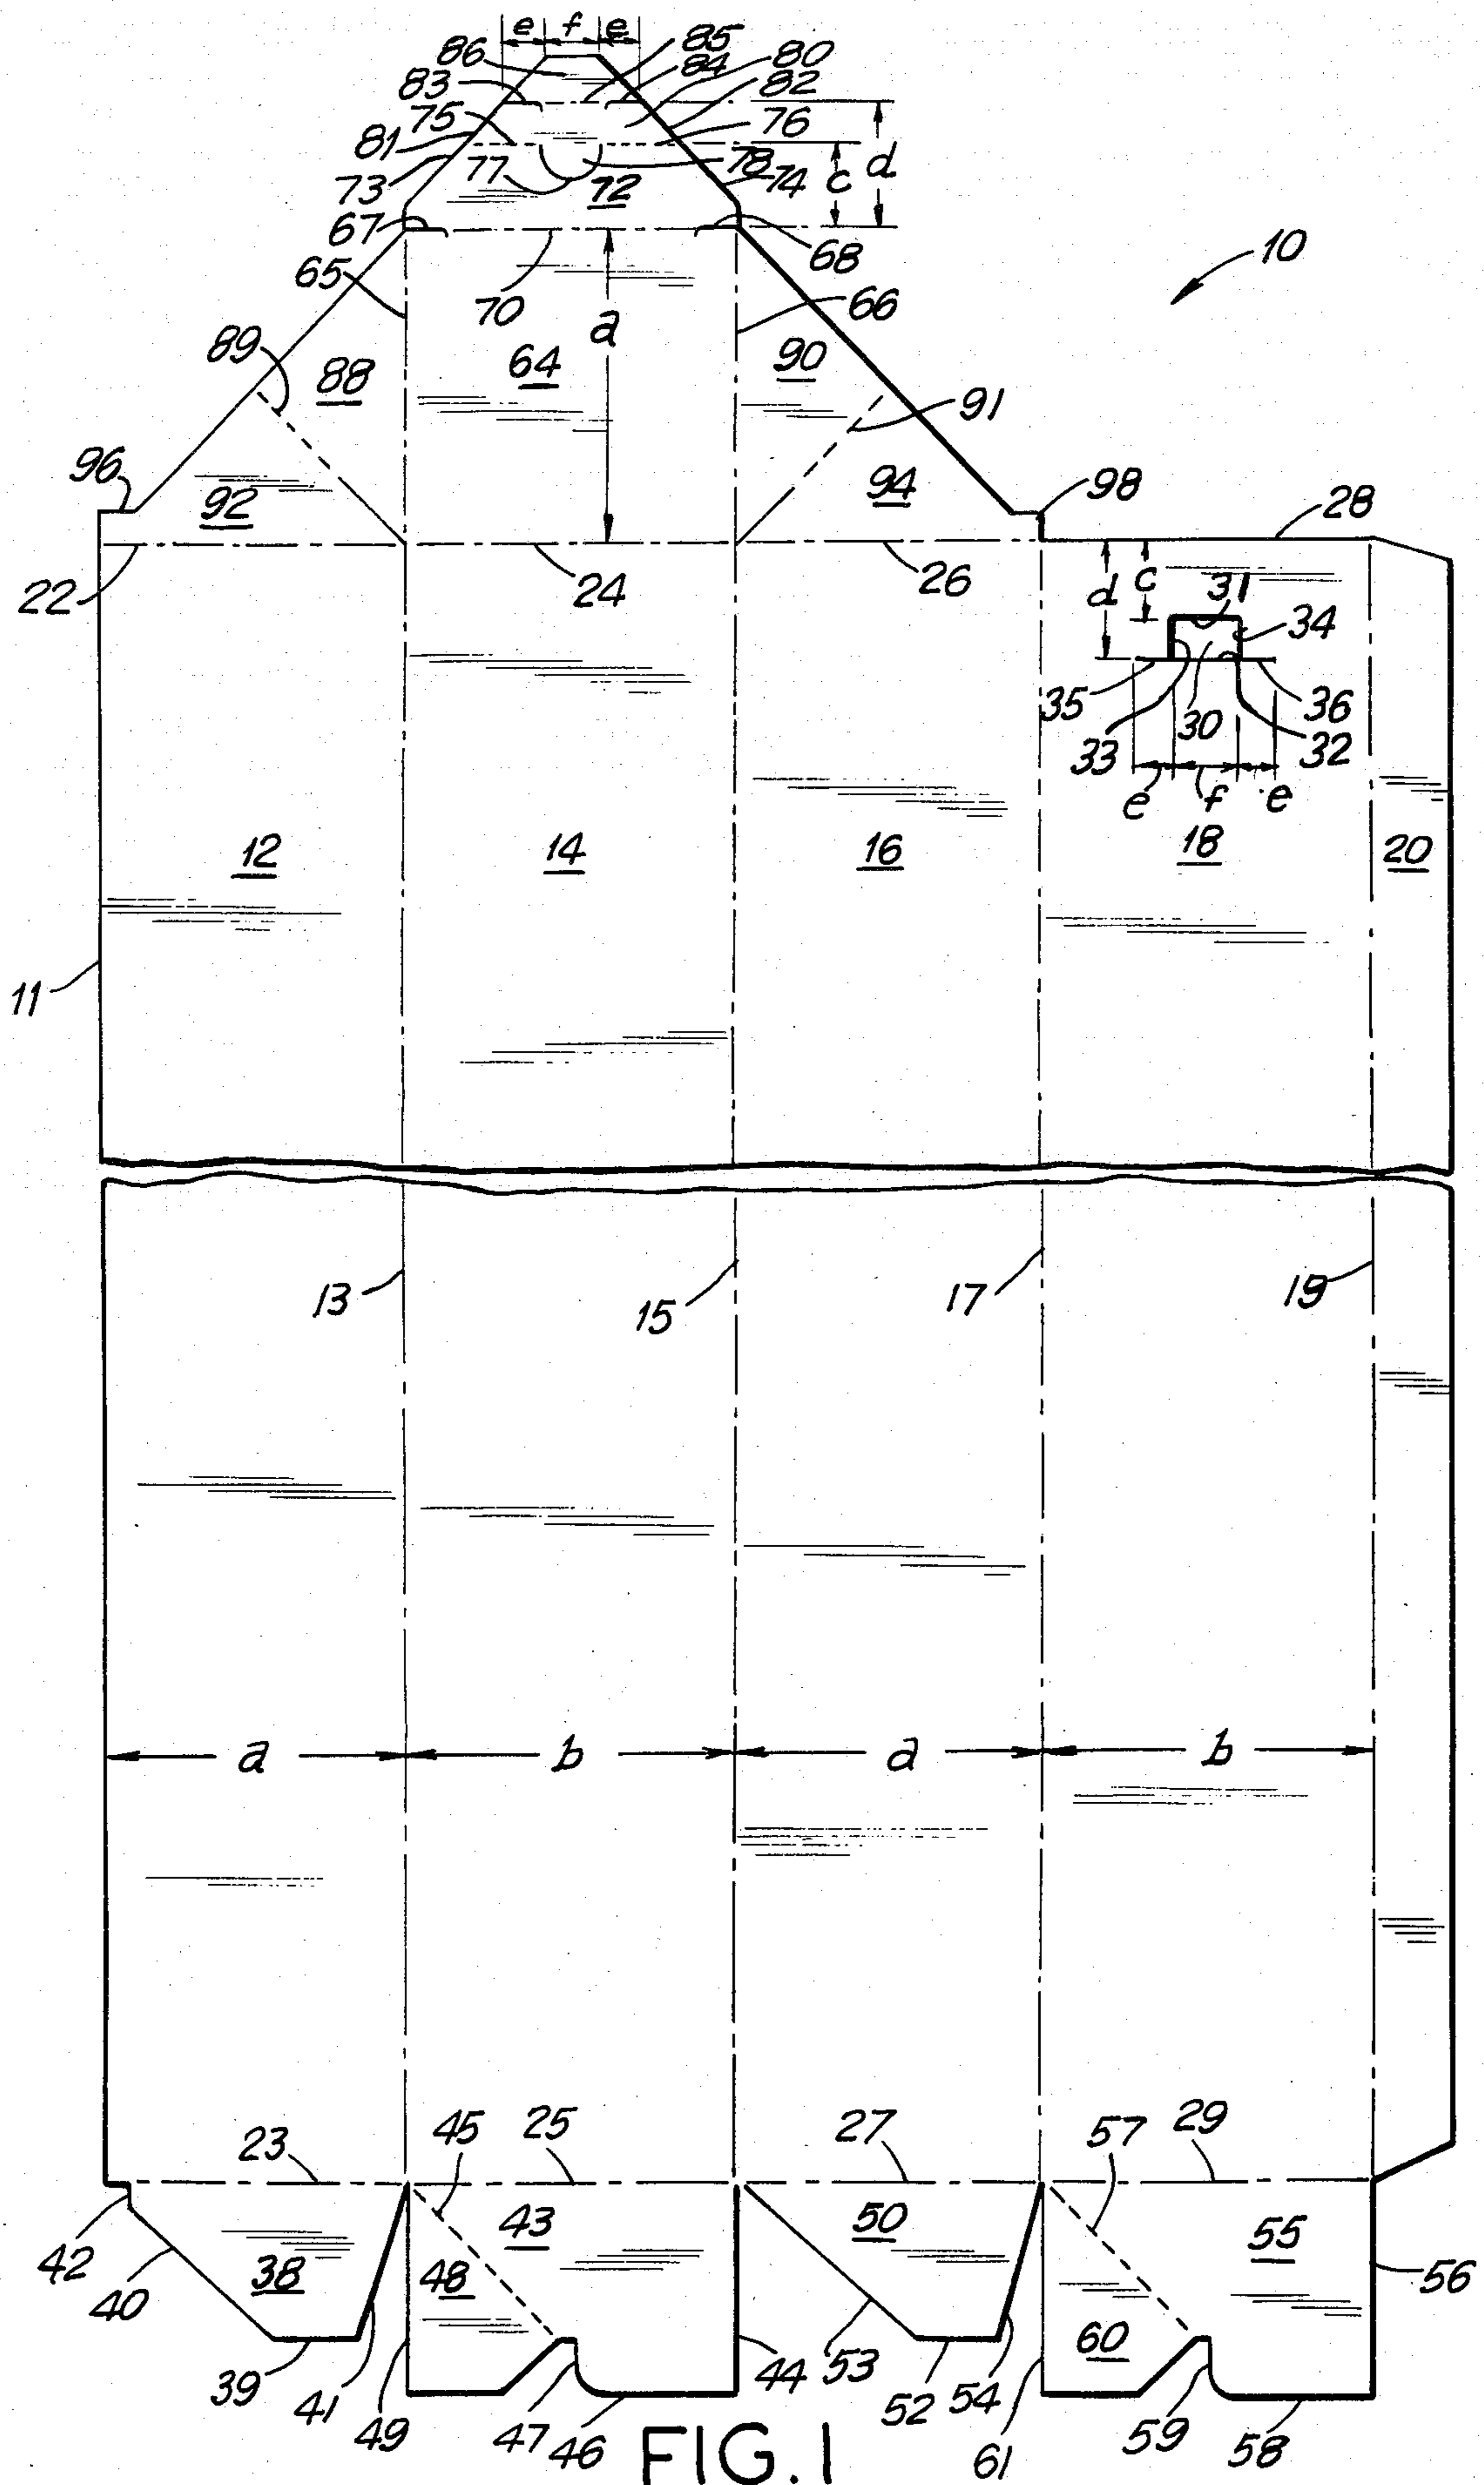 e f e
86 85 80
83 84 82
75 76
81
73 77 78 74 c d
72
67 68
65 70 a 66 10
89 88 64 90
91
96 92 94 98 28
22 24 26 d c 31
34
35 30 36
33 32
e f e
12 14 16 18 20
11
13 15 17 19
a b a b
23 45 25 27 57 29
42 40 38 48 43 50 55 56
60
39 41 49 47 46 44 53 52 54 61 59 58
FIG. 1